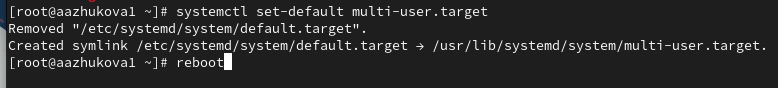 [root@aazhukova1 ~]# systemctl set-default multi-user.target
Removed "/etc/systemd/system/default.target".
Created symlink /etc/systemd/system/default.target → /usr/lib/systemd/system/multi-user.target.
[root@aazhukova1 ~]# reboot